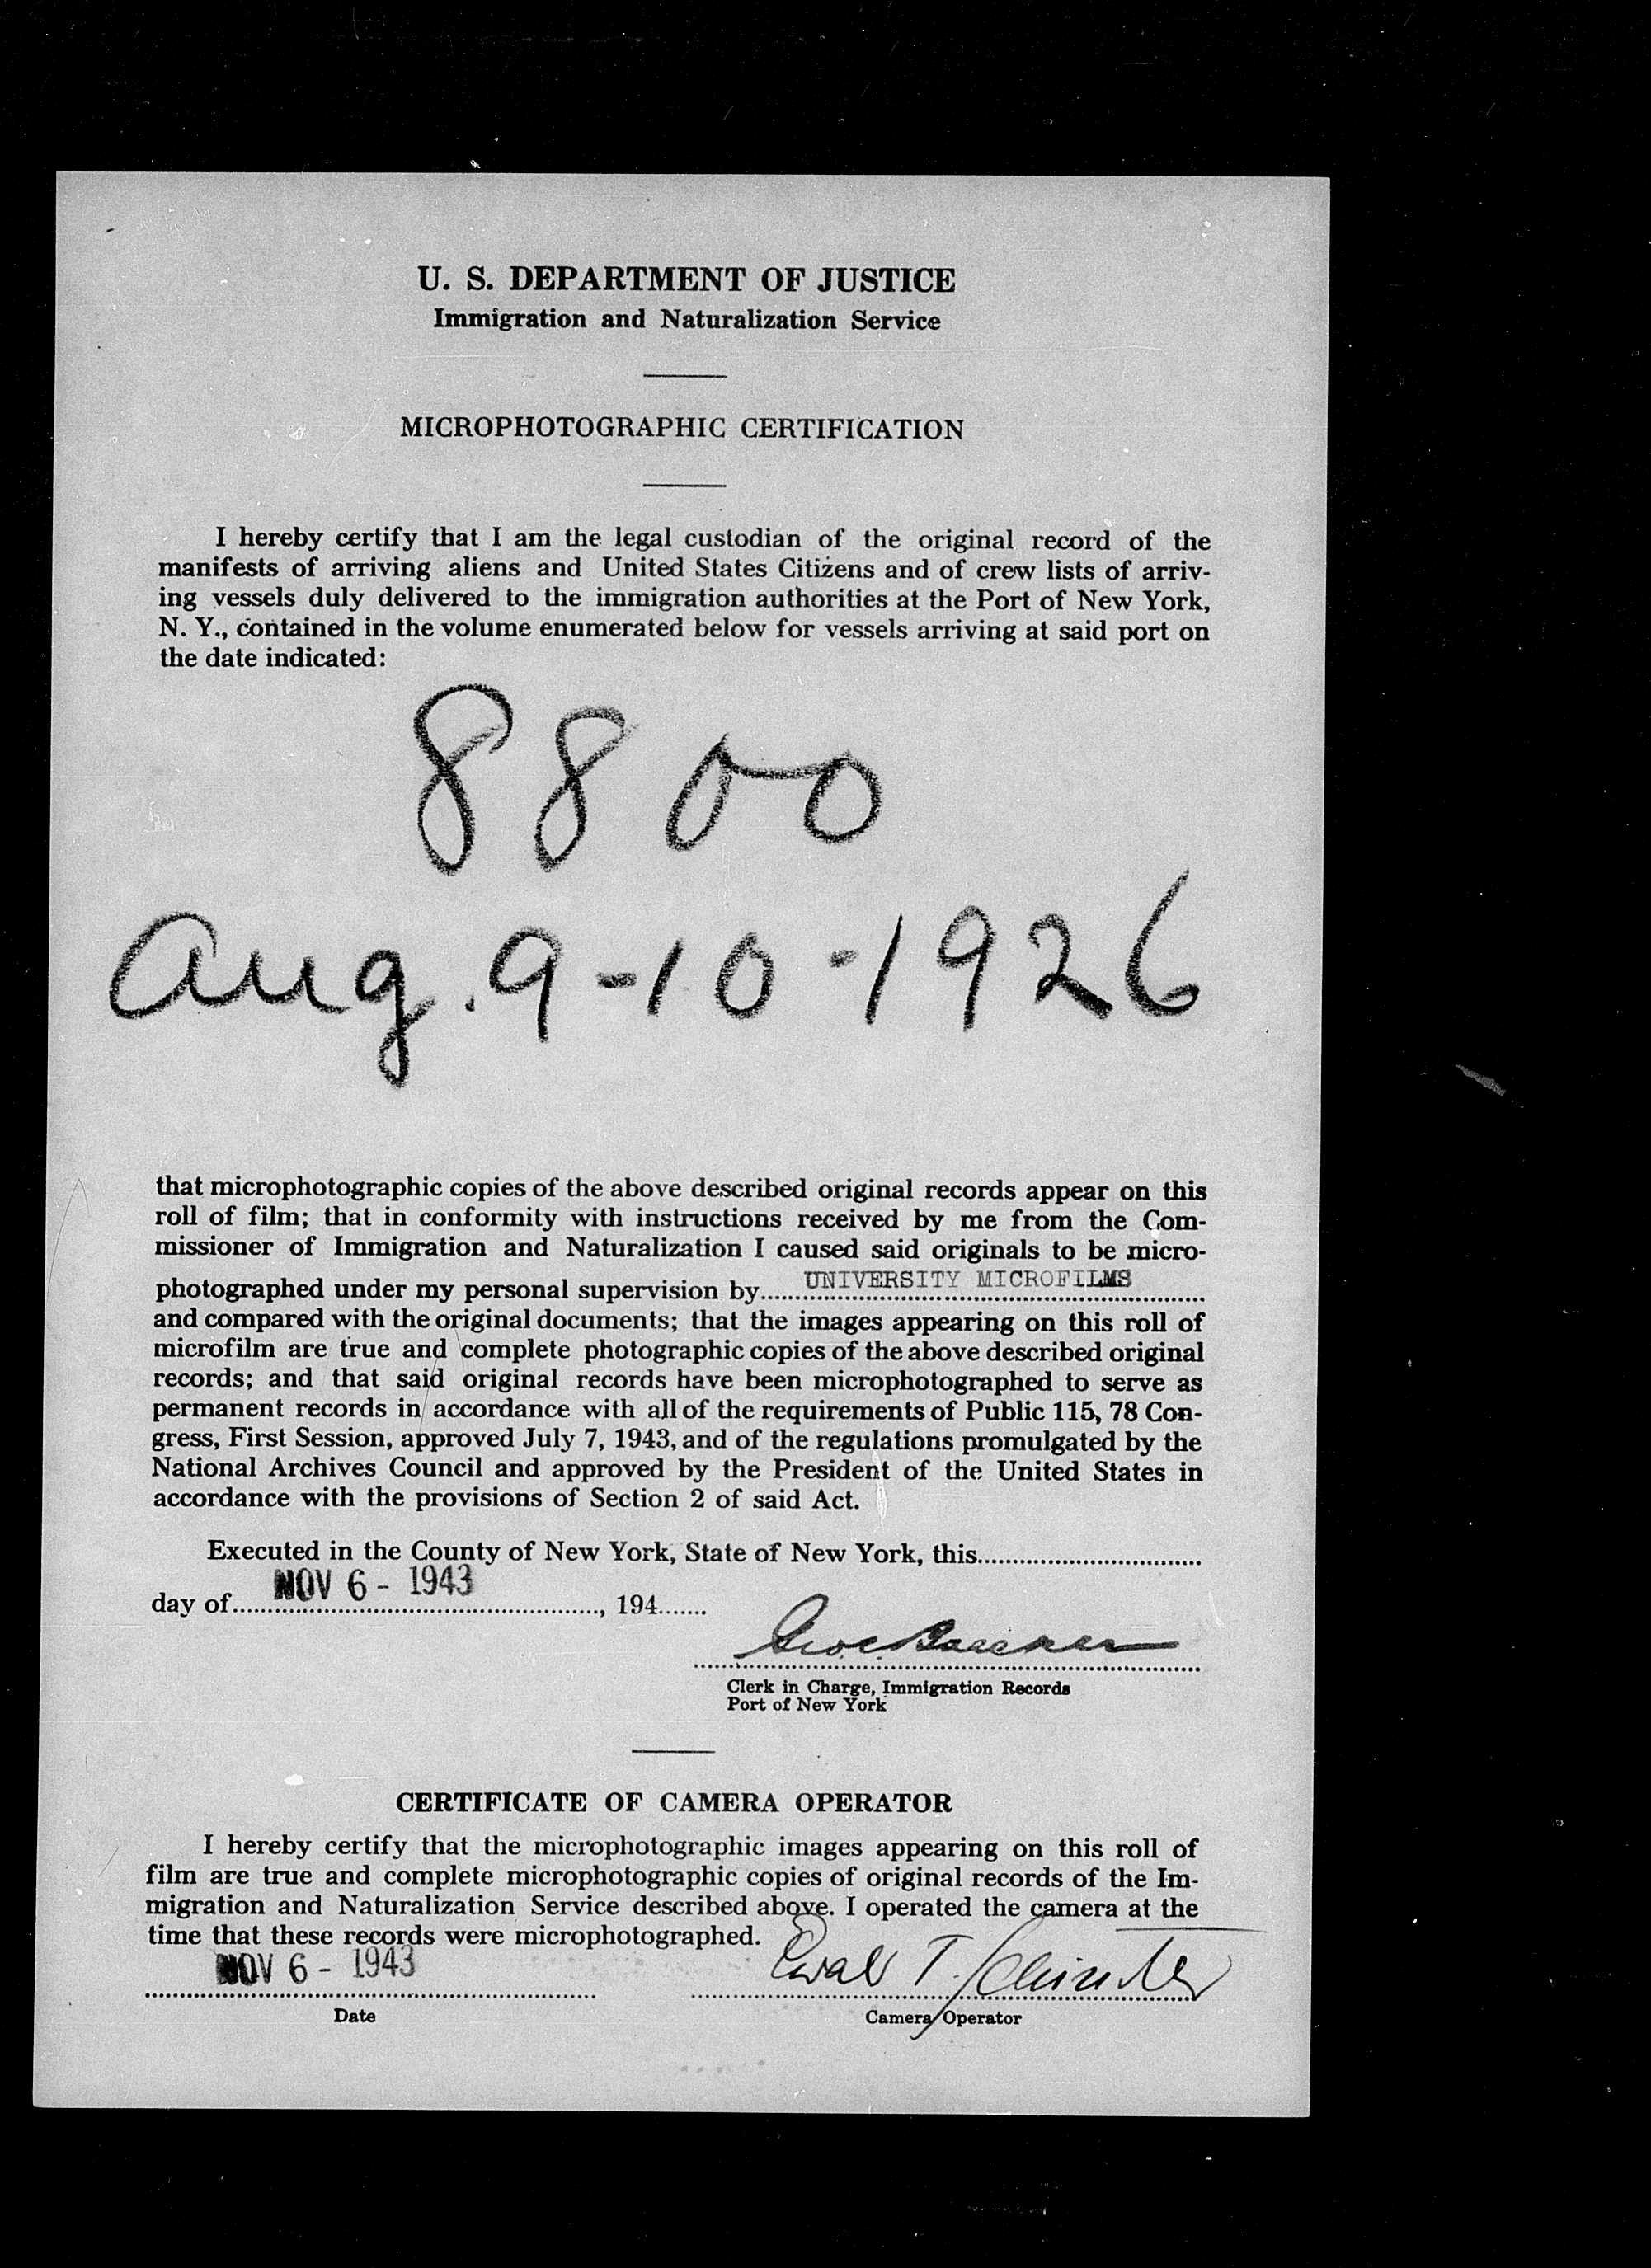 U. S. DEPARTMENT OF JUSTICE
Immigration and Naturalization Service
MICROPHOTOGRAPHIC CERTIFICATION
I hereby certify that I am the legal custodian of the original record of the
manifests of arriving aliens and United States Citizens and of crew lists of arriv-
ing vessels duly delivered to the immigration authorities at the Port of New York,
N. Y., contained in the volume enumerated below for vessels arriving at said port on
the date indicated:
8800
Aug. 9-10-1926
that microphotographic copies of the above described original records appear on this
roll of film; that in conformity with instructions received by me from the Com-
missioner of Immigration and Naturalization I caused said originals to be micro-
photographed under my personal supervision by UNIVERSITY MICROFILMS
and compared with the original documents; that the images appearing on this roll of
microfilm are true and complete photographic copies of the above described original
records; and that said original records have been microphotographed to serve as
permanent records in accordance with all of the requirements of Public 115, 78 Con-
gress, First Session, approved July 7, 1943, and of the regulations promulgated by the
National Archives Council and approved by the President of the United States in
accordance with the provisions of Section 2 of said Act.
Executed in the County of New York, State of New York, this
day of NOV 6 - 1943, 194
Clerk in Charge, Immigration Records
Port of New York
CERTIFICATE OF CAMERA OPERATOR
I hereby certify that the microphotographic images appearing on this roll of
film are true and complete microphotographic copies of original records of the Im-
migration and Naturalization Service described above. I operated the camera at the
time that these records were microphotographed.
NOV 6 - 1943
Date
Camera Operator